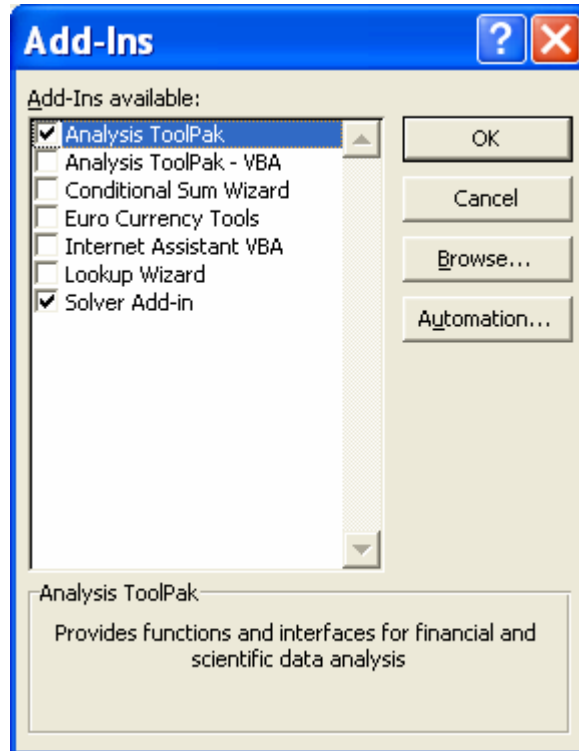 Add-Ins
Add-Ins available:
Analysis ToolPak
Analysis ToolPak - VBA
Conditional Sum Wizard
Euro Currency Tools
Internet Assistant VBA
Lookup Wizard
Solver Add-in
OK
Cancel
Browse...
Automation...
Analysis ToolPak
Provides functions and interfaces for financial and
scientific data analysis